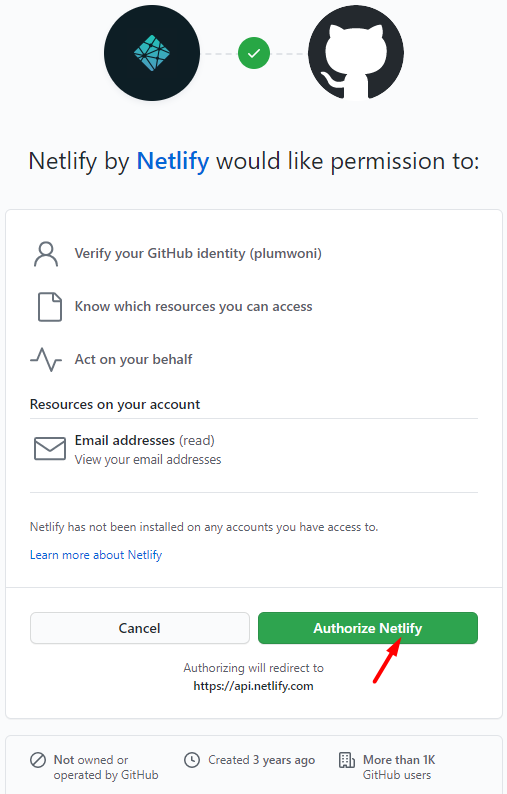 Netlify by Netlify would like permission to:
Verify your GitHub identity (plumwoni)
Know which resources you can access
Act on your behalf
Resources on your account
Email addresses (read)
View your email addresses
Netlify has not been installed on any accounts you have access to.
Learn more about Netlify
Cancel
Authorize Netlify
Authorizing will redirect to
https://api.netlify.com
Not owned or
operated by GitHub
Created 3 years ago
More than 1K
GitHub users